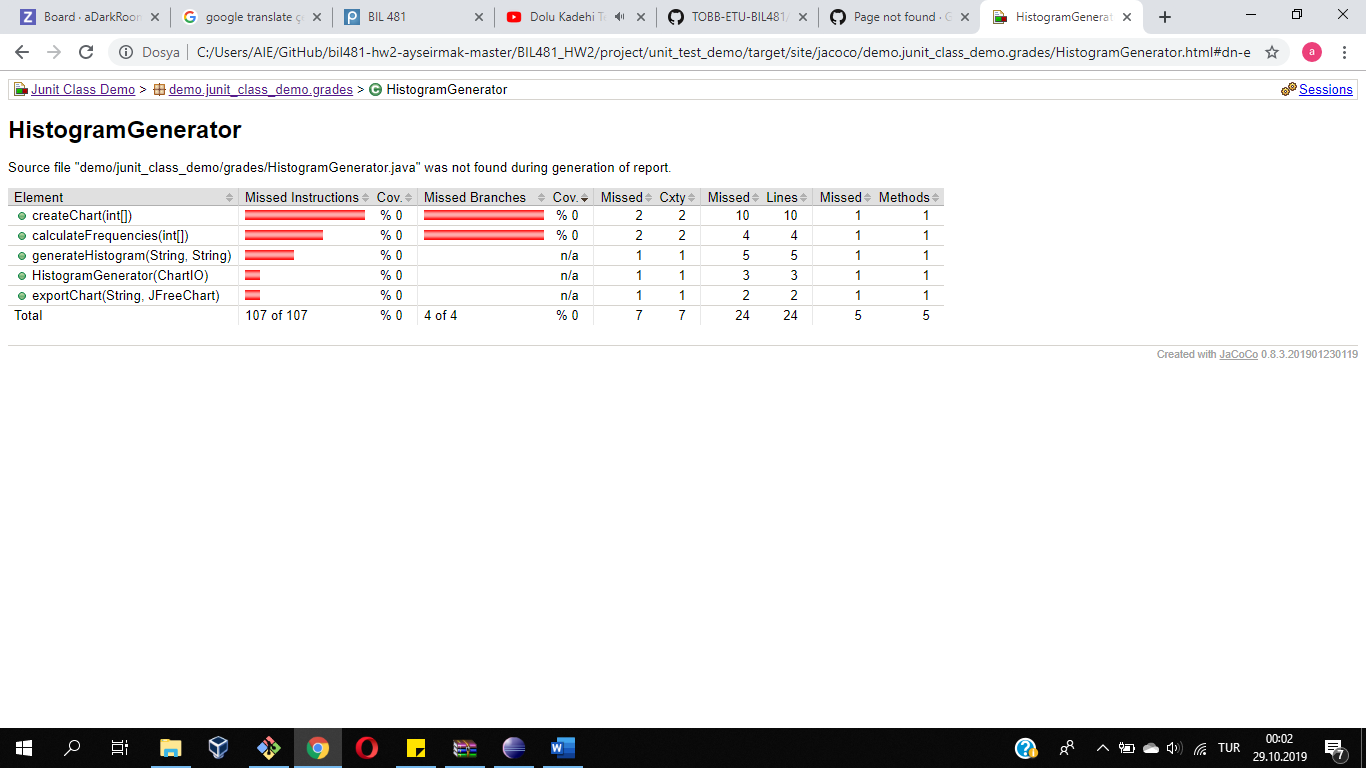 Board · aDarkRoon
google translate ç
BIL 481
Dolu Kadehi Te
TOBB-ETU-BIL481/
Page not found · G
HistogramGenerat
Dosya | C:/Users/AIE/GitHub/bil481-hw2-ayseirmak-master/BIL481_HW2/project/unit_test_demo/target/site/jacoco/demo.junit_class_demo.grades/HistogramGenerator.html#dn-e
a
Junit Class Demo > demo.junit_class_demo.grades > HistogramGenerator
Sessions
HistogramGenerator
Source file "demo/junit_class_demo/grades/HistogramGenerator.java" was not found during generation of report.
Element Missed Instructions Cov. Missed Branches Cov. Missed Cxty Missed Lines Missed Methods
createChart(int[]) % 0 % 0 2 2 10 10 1 1
calculateFrequencies(int[]) % 0 % 0 2 2 4 4 1 1
generateHistogram(String, String) % 0 n/a 1 1 5 5 1 1
HistogramGenerator(ChartIO) % 0 n/a 1 1 3 3 1 1
exportChart(String, JFreeChart) % 0 n/a 1 1 2 2 1 1
Total 107 of 107 % 0 4 of 4 % 0 7 7 24 24 5 5
Created with JaCoCo 0.8.3.201901230119
TUR
00:02
29.10.2019
7